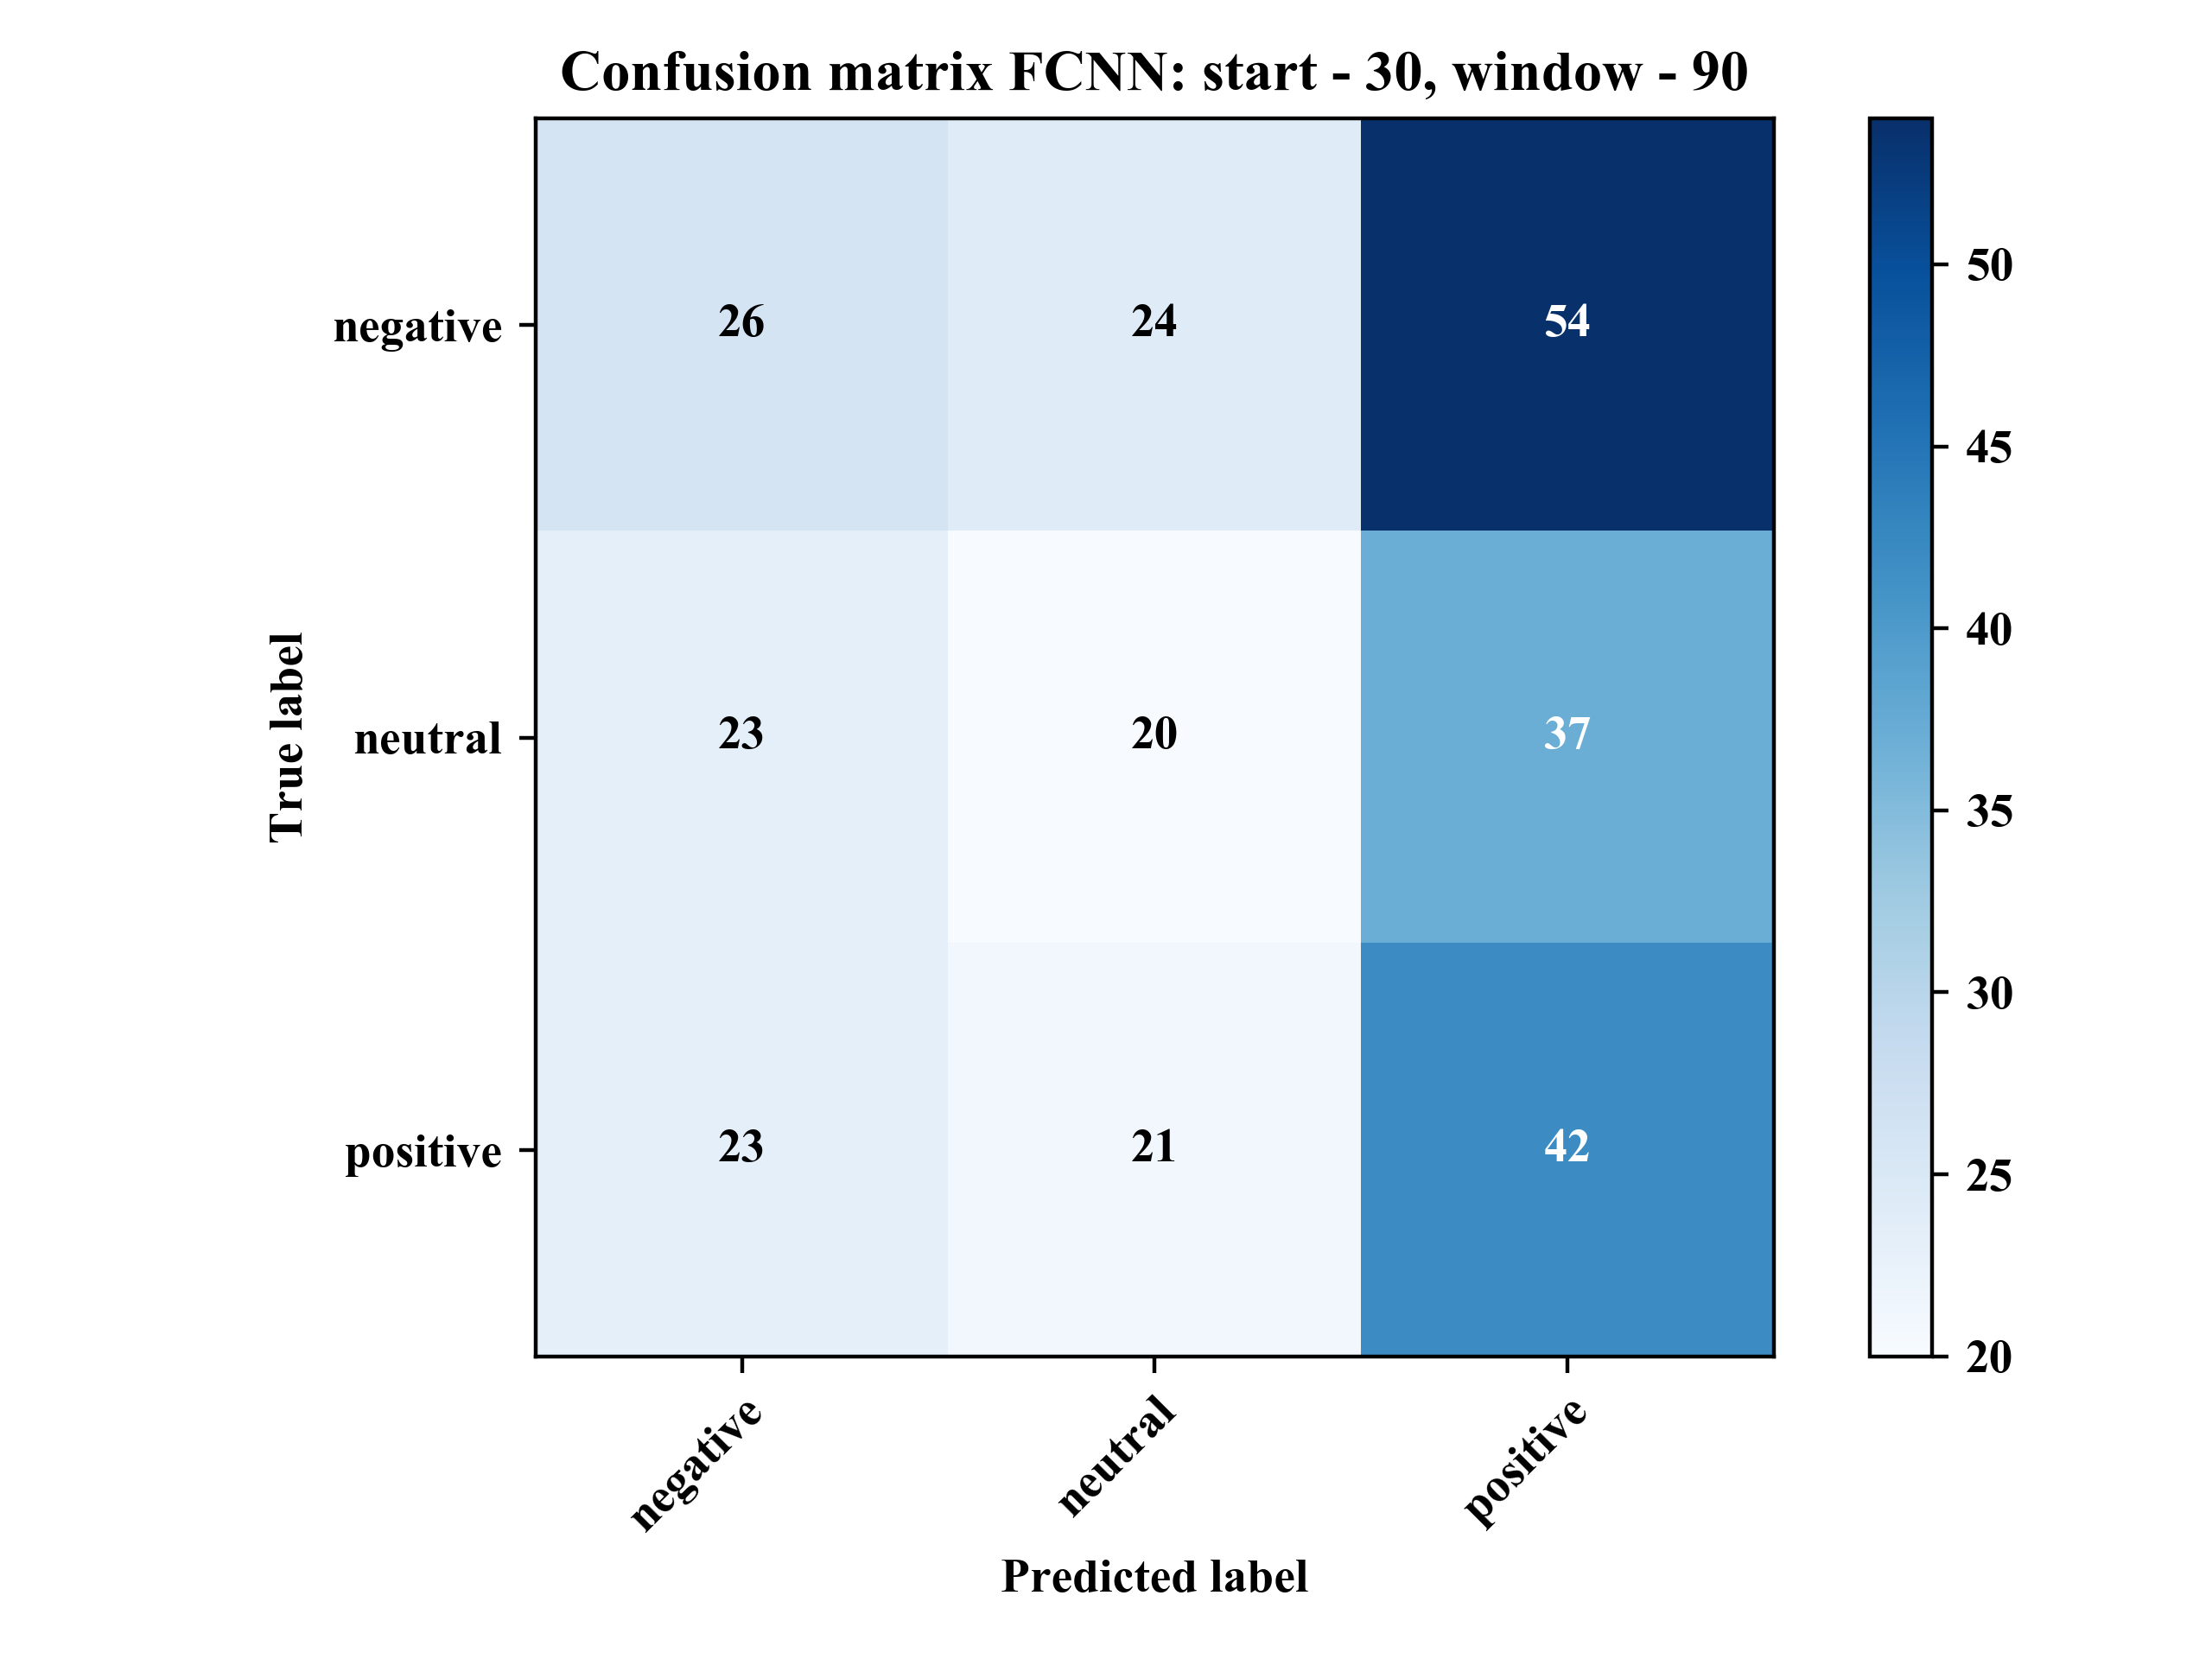 Confusion matrix FCNN: start - 30, window - 90
True label
negative
26
24
54
neutral
23
20
37
positive
23
21
42
negative
neutral
positive
Predicted label
50
45
40
35
30
25
20